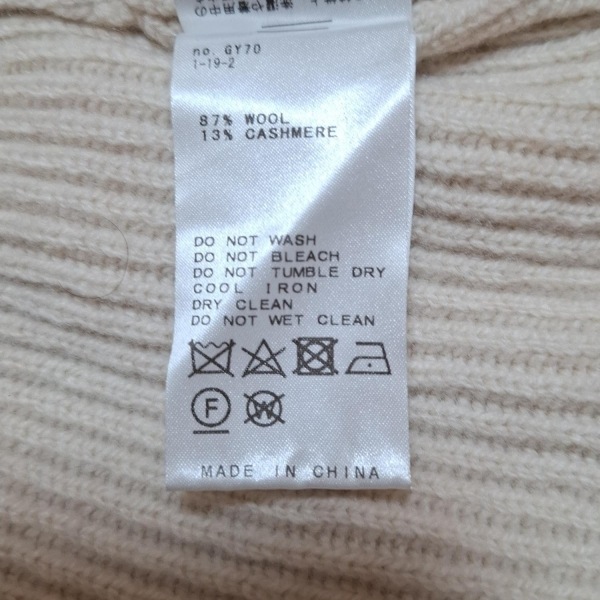 no. GY70
1-19-2
87% WOOL
13% CASHMERE
DO NOT WASH
DO NOT BLEACH
DO NOT TUMBLE DRY
COOL IRON
DRY CLEAN
DO NOT WET CLEAN
F W
MADE IN CHINA